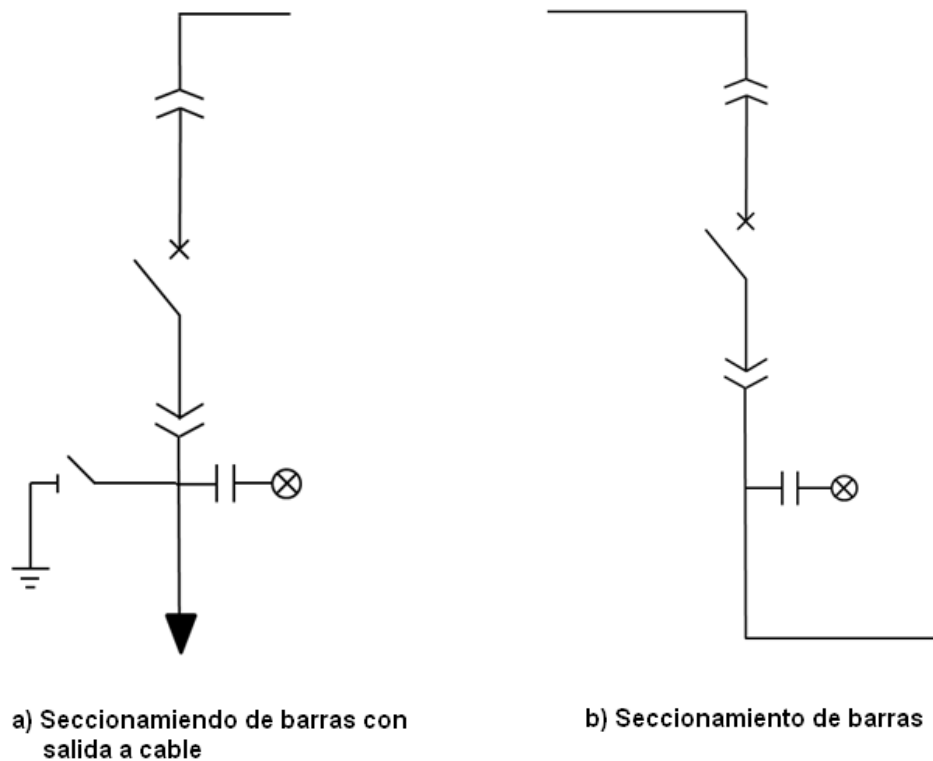 a) Seccionamiendo de barras con
salida a cable
b) Seccionamiento de barras